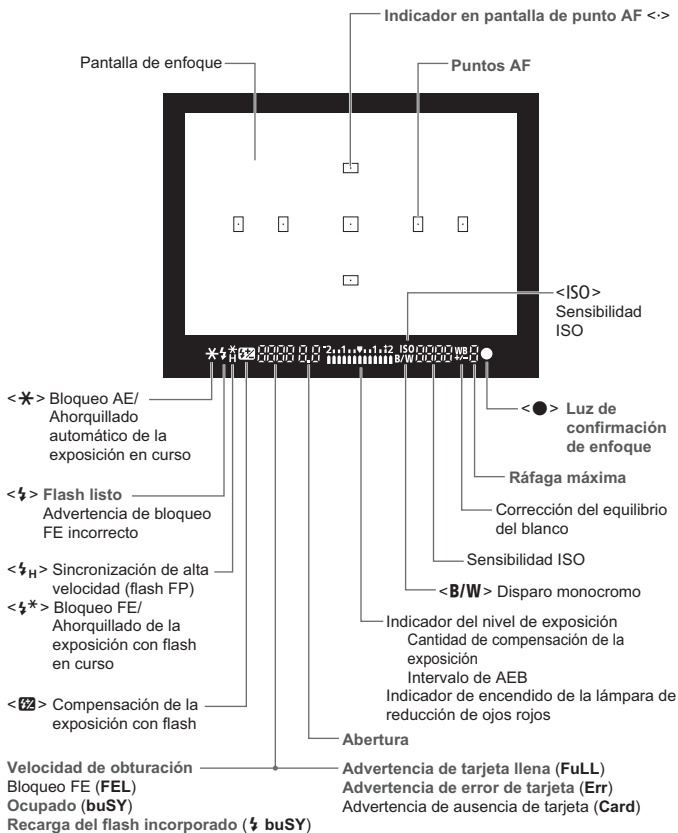 Indicador en pantalla de punto AF <·>
Pantalla de enfoque
Puntos AF
<ISO>
Sensibilidad
ISO
-2..1..▼..1.+2
ISO
B/W
WB
+/-
<✱> Bloqueo AE/
Ahorquillado
automático de la
exposición en curso
<●> Luz de
confirmación
de enfoque
Ráfaga máxima
<⚡> Flash listo
Advertencia de bloqueo
FE incorrecto
Corrección del equilibrio
del blanco
Sensibilidad ISO
<⚡H> Sincronización de alta
velocidad (flash FP)
<B/W> Disparo monocromo
<⚡*> Bloqueo FE/
Ahorquillado de la
exposición con flash
en curso
Indicador del nivel de exposición
Cantidad de compensación de la
exposición
Intervalo de AEB
Indicador de encendido de la lámpara de
reducción de ojos rojos
<⚡±> Compensación de la
exposición con flash
Abertura
Velocidad de obturación
Bloqueo FE (FEL)
Ocupado (buSY)
Recarga del flash incorporado (⚡ buSY)
Advertencia de tarjeta llena (FuLL)
Advertencia de error de tarjeta (Err)
Advertencia de ausencia de tarjeta (Card)